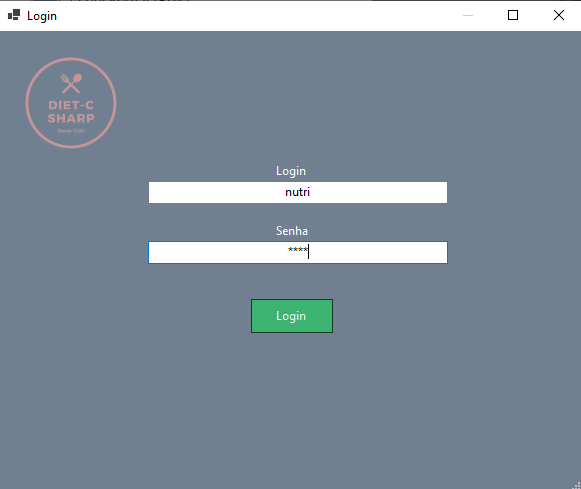 Login
DIET-C
SHARP
Login
nutri
Senha
****
Login